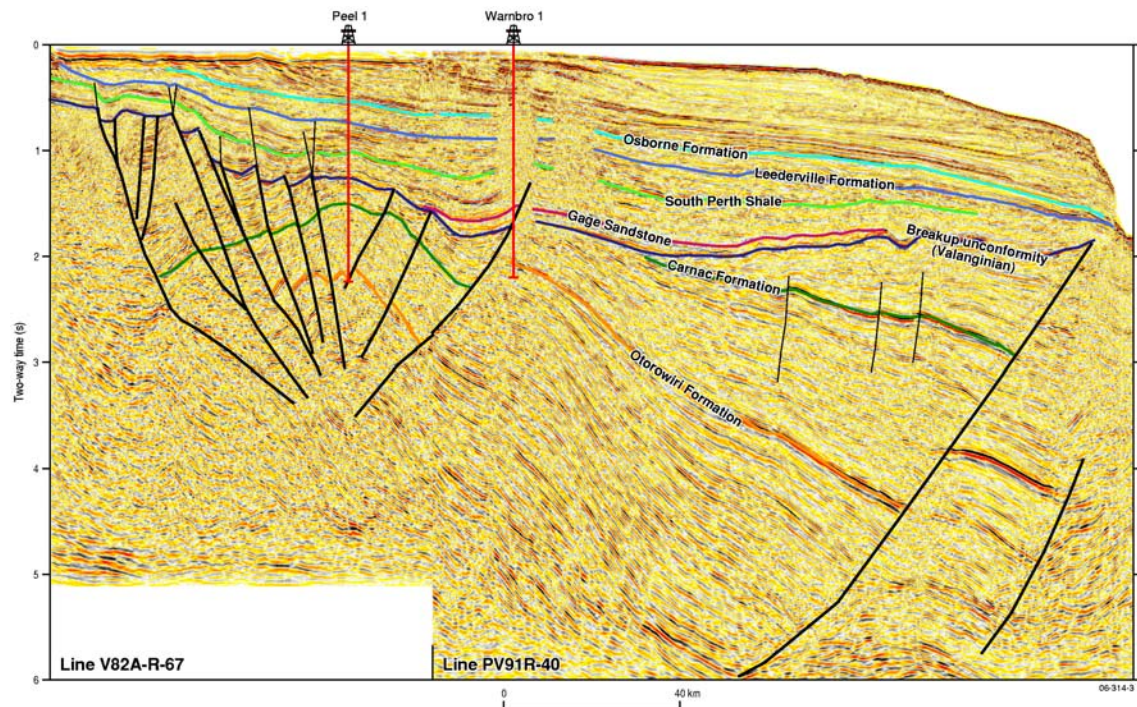 Peel 1
Warnbro 1
0
1
2
3
4
5
6
Two-way time (s)
Osborne Formation
Leederville Formation
South Perth Shale
Gage Sandstone
Breakup unconformity
(Valanginian)
Carnac Formation
Otorowiri Formation
Line V82A-R-67
Line PV91R-40
06-314-3
0
40 km